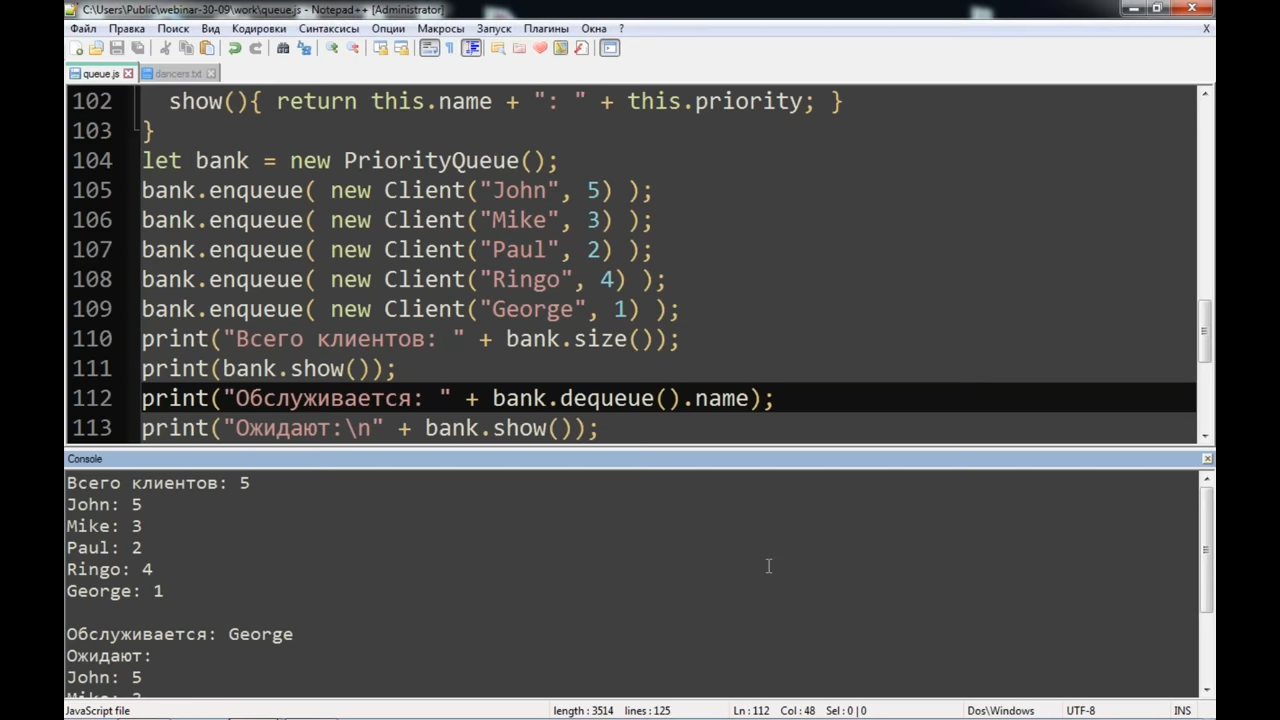 C:\Users\Public\webinar-30-09\work\queue.js - Notepad++ [Administrator]
Файл Правка Поиск Вид Кодировки Синтаксисы Опции Макросы Запуск Плагины Окна ? X
queue.js dancers.txt
102 show(){ return this.name + ": " + this.priority; }
103 }
104 let bank = new PriorityQueue();
105 bank.enqueue( new Client("John", 5) );
106 bank.enqueue( new Client("Mike", 3) );
107 bank.enqueue( new Client("Paul", 2) );
108 bank.enqueue( new Client("Ringo", 4) );
109 bank.enqueue( new Client("George", 1) );
110 print("Всего клиентов: " + bank.size());
111 print(bank.show());
112 print("Обслуживается: " + bank.dequeue().name);
113 print("Ожидают:\n" + bank.show());
Console
Всего клиентов: 5
John: 5
Mike: 3
Paul: 2
Ringo: 4
George: 1
Обслуживается: George
Ожидают:
John: 5
Mike: 3
JavaScript file length : 3514 lines : 125 Ln : 112 Col : 48 Sel : 0 | 0 Dos\Windows UTF-8 INS